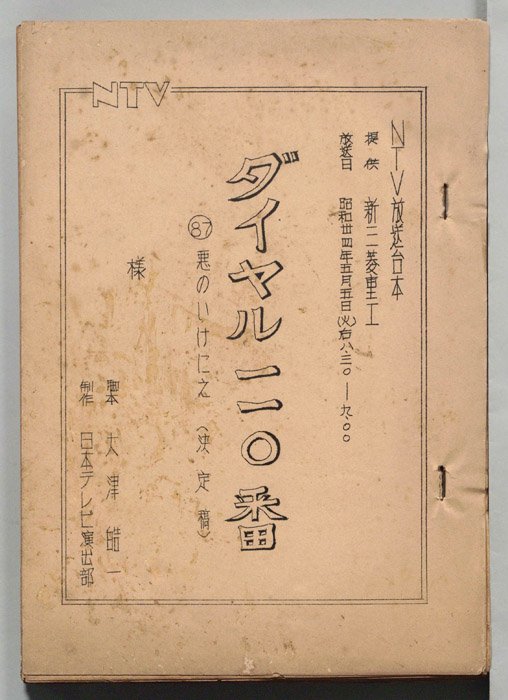 NTV
NTV放送台本
提供 新三菱重工
放送日 昭和卅四年五月五日(火)后八・三〇―九・〇〇
ダイヤル一一〇番
87 悪のいけにえ (決定稿)
様
脚本 大津皓一
制作 日本テレビ演出部